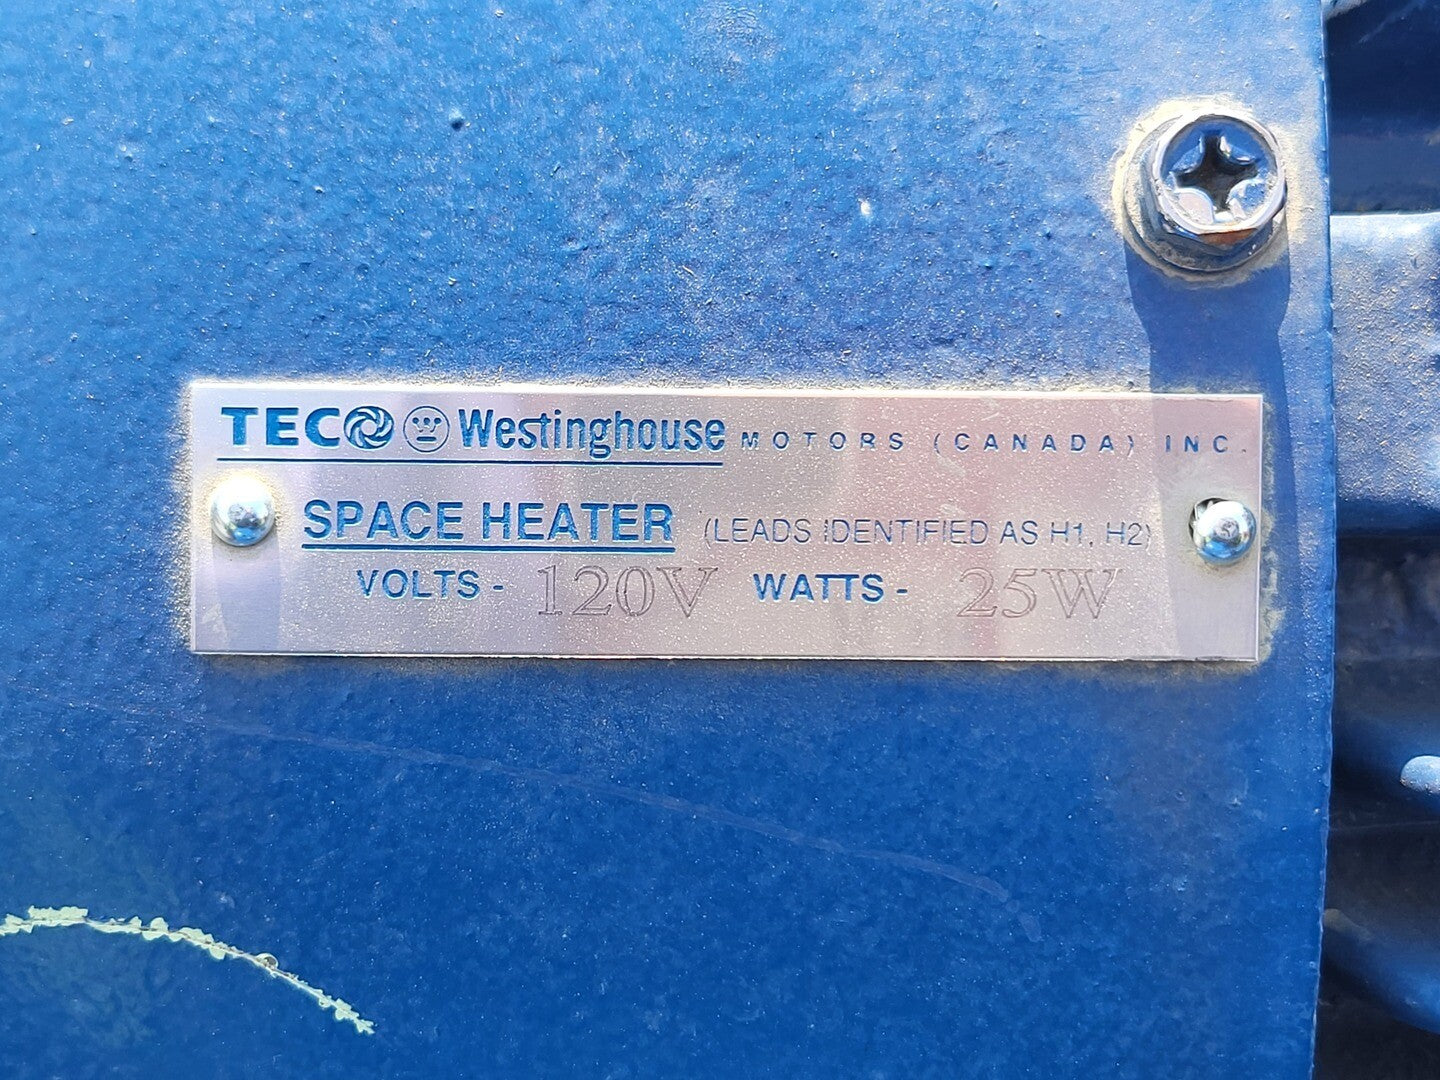 TECO Westinghouse MOTORS (CANADA) INC.
SPACE HEATER (LEADS IDENTIFIED AS H1, H2)
VOLTS - 120V WATTS - 25W